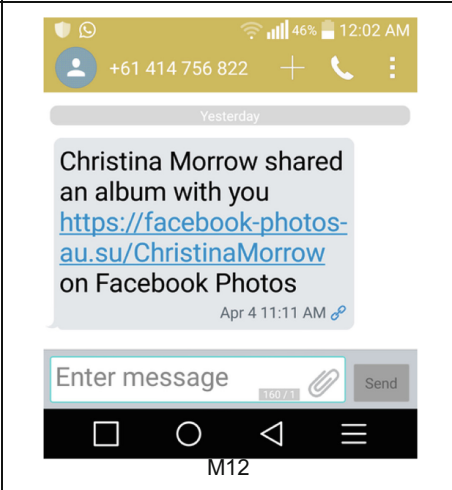 46% 12:02 AM
+61 414 756 822
Yesterday
Christina Morrow shared
an album with you
https://facebook-photos-
au.su/ChristinaMorrow
on Facebook Photos
Apr 4 11:11 AM
Enter message
160 / 1
Send
M12